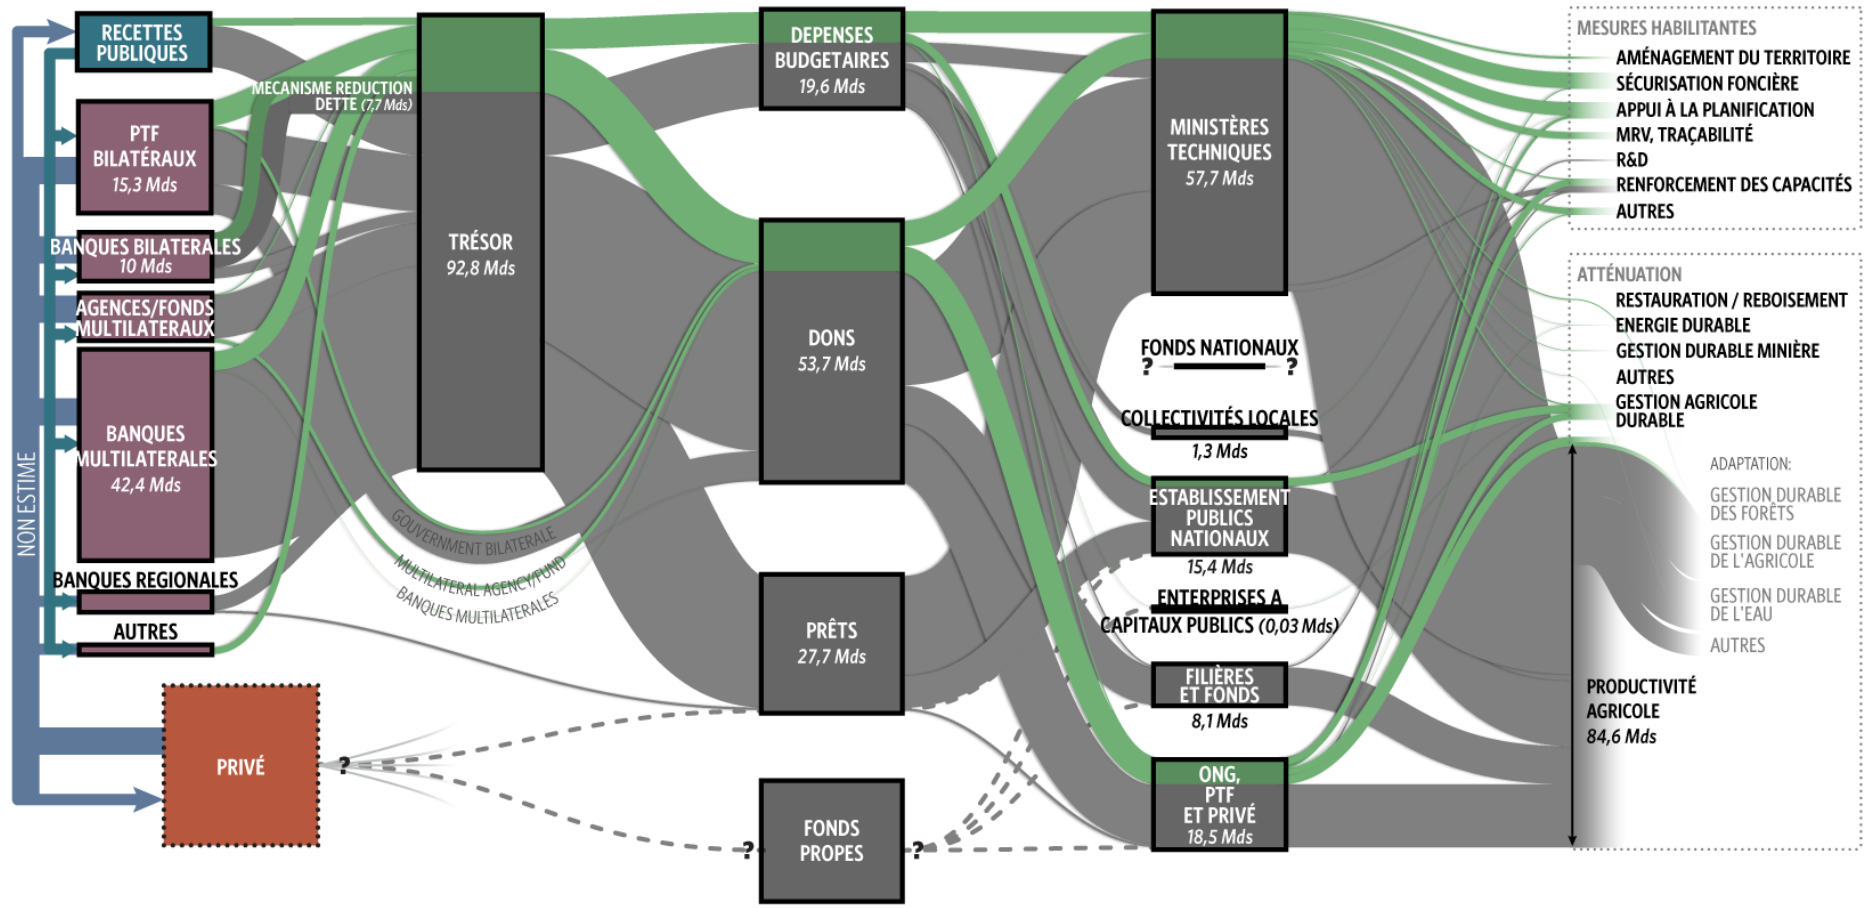 RECETTES
PUBLIQUES
PTF
BILATÉRAUX
15,3 Mds
BANQUES BILATERALES
10 Mds
AGENCES/FONDS
MULTILATERAUX
BANQUES
MULTILATERALES
42,4 Mds
BANQUES REGIONALES
AUTRES
PRIVÉ
?
NON ESTIME
MECANISME REDUCTION
DETTE (7,7 Mds)
TRÉSOR
92,8 Mds
GOUVERNMENT BILATERALE
MULTILATERAL AGENCY/FUND
BANQUES MULTILATERALES
DEPENSES
BUDGETAIRES
19,6 Mds
DONS
53,7 Mds
PRÊTS
27,7 Mds
? FONDS
PROPES ?
MINISTÈRES
TECHNIQUES
57,7 Mds
FONDS NATIONAUX
? ?
COLLECTIVITÉS LOCALES
1,3 Mds
ESTABLISSEMENT
PUBLICS
NATIONAUX
15,4 Mds
ENTERPRISES A
CAPITAUX PUBLICS (0,03 Mds)
FILIÈRES
ET FONDS
8,1 Mds
ONG,
PTF
ET PRIVÉ
18,5 Mds
MESURES HABILITANTES
AMÉNAGEMENT DU TERRITOIRE
SÉCURISATION FONCIÈRE
APPUI À LA PLANIFICATION
MRV, TRAÇABILITÉ
R&D
RENFORCEMENT DES CAPACITÉS
AUTRES
ATTÉNUATION
RESTAURATION / REBOISEMENT
ENERGIE DURABLE
GESTION DURABLE MINIÈRE
AUTRES
GESTION AGRICOLE
DURABLE
ADAPTATION:
GESTION DURABLE
DES FORÊTS
GESTION DURABLE
DE L'AGRICOLE
GESTION DURABLE
DE L'EAU
AUTRES
PRODUCTIVITÉ
AGRICOLE
84,6 Mds